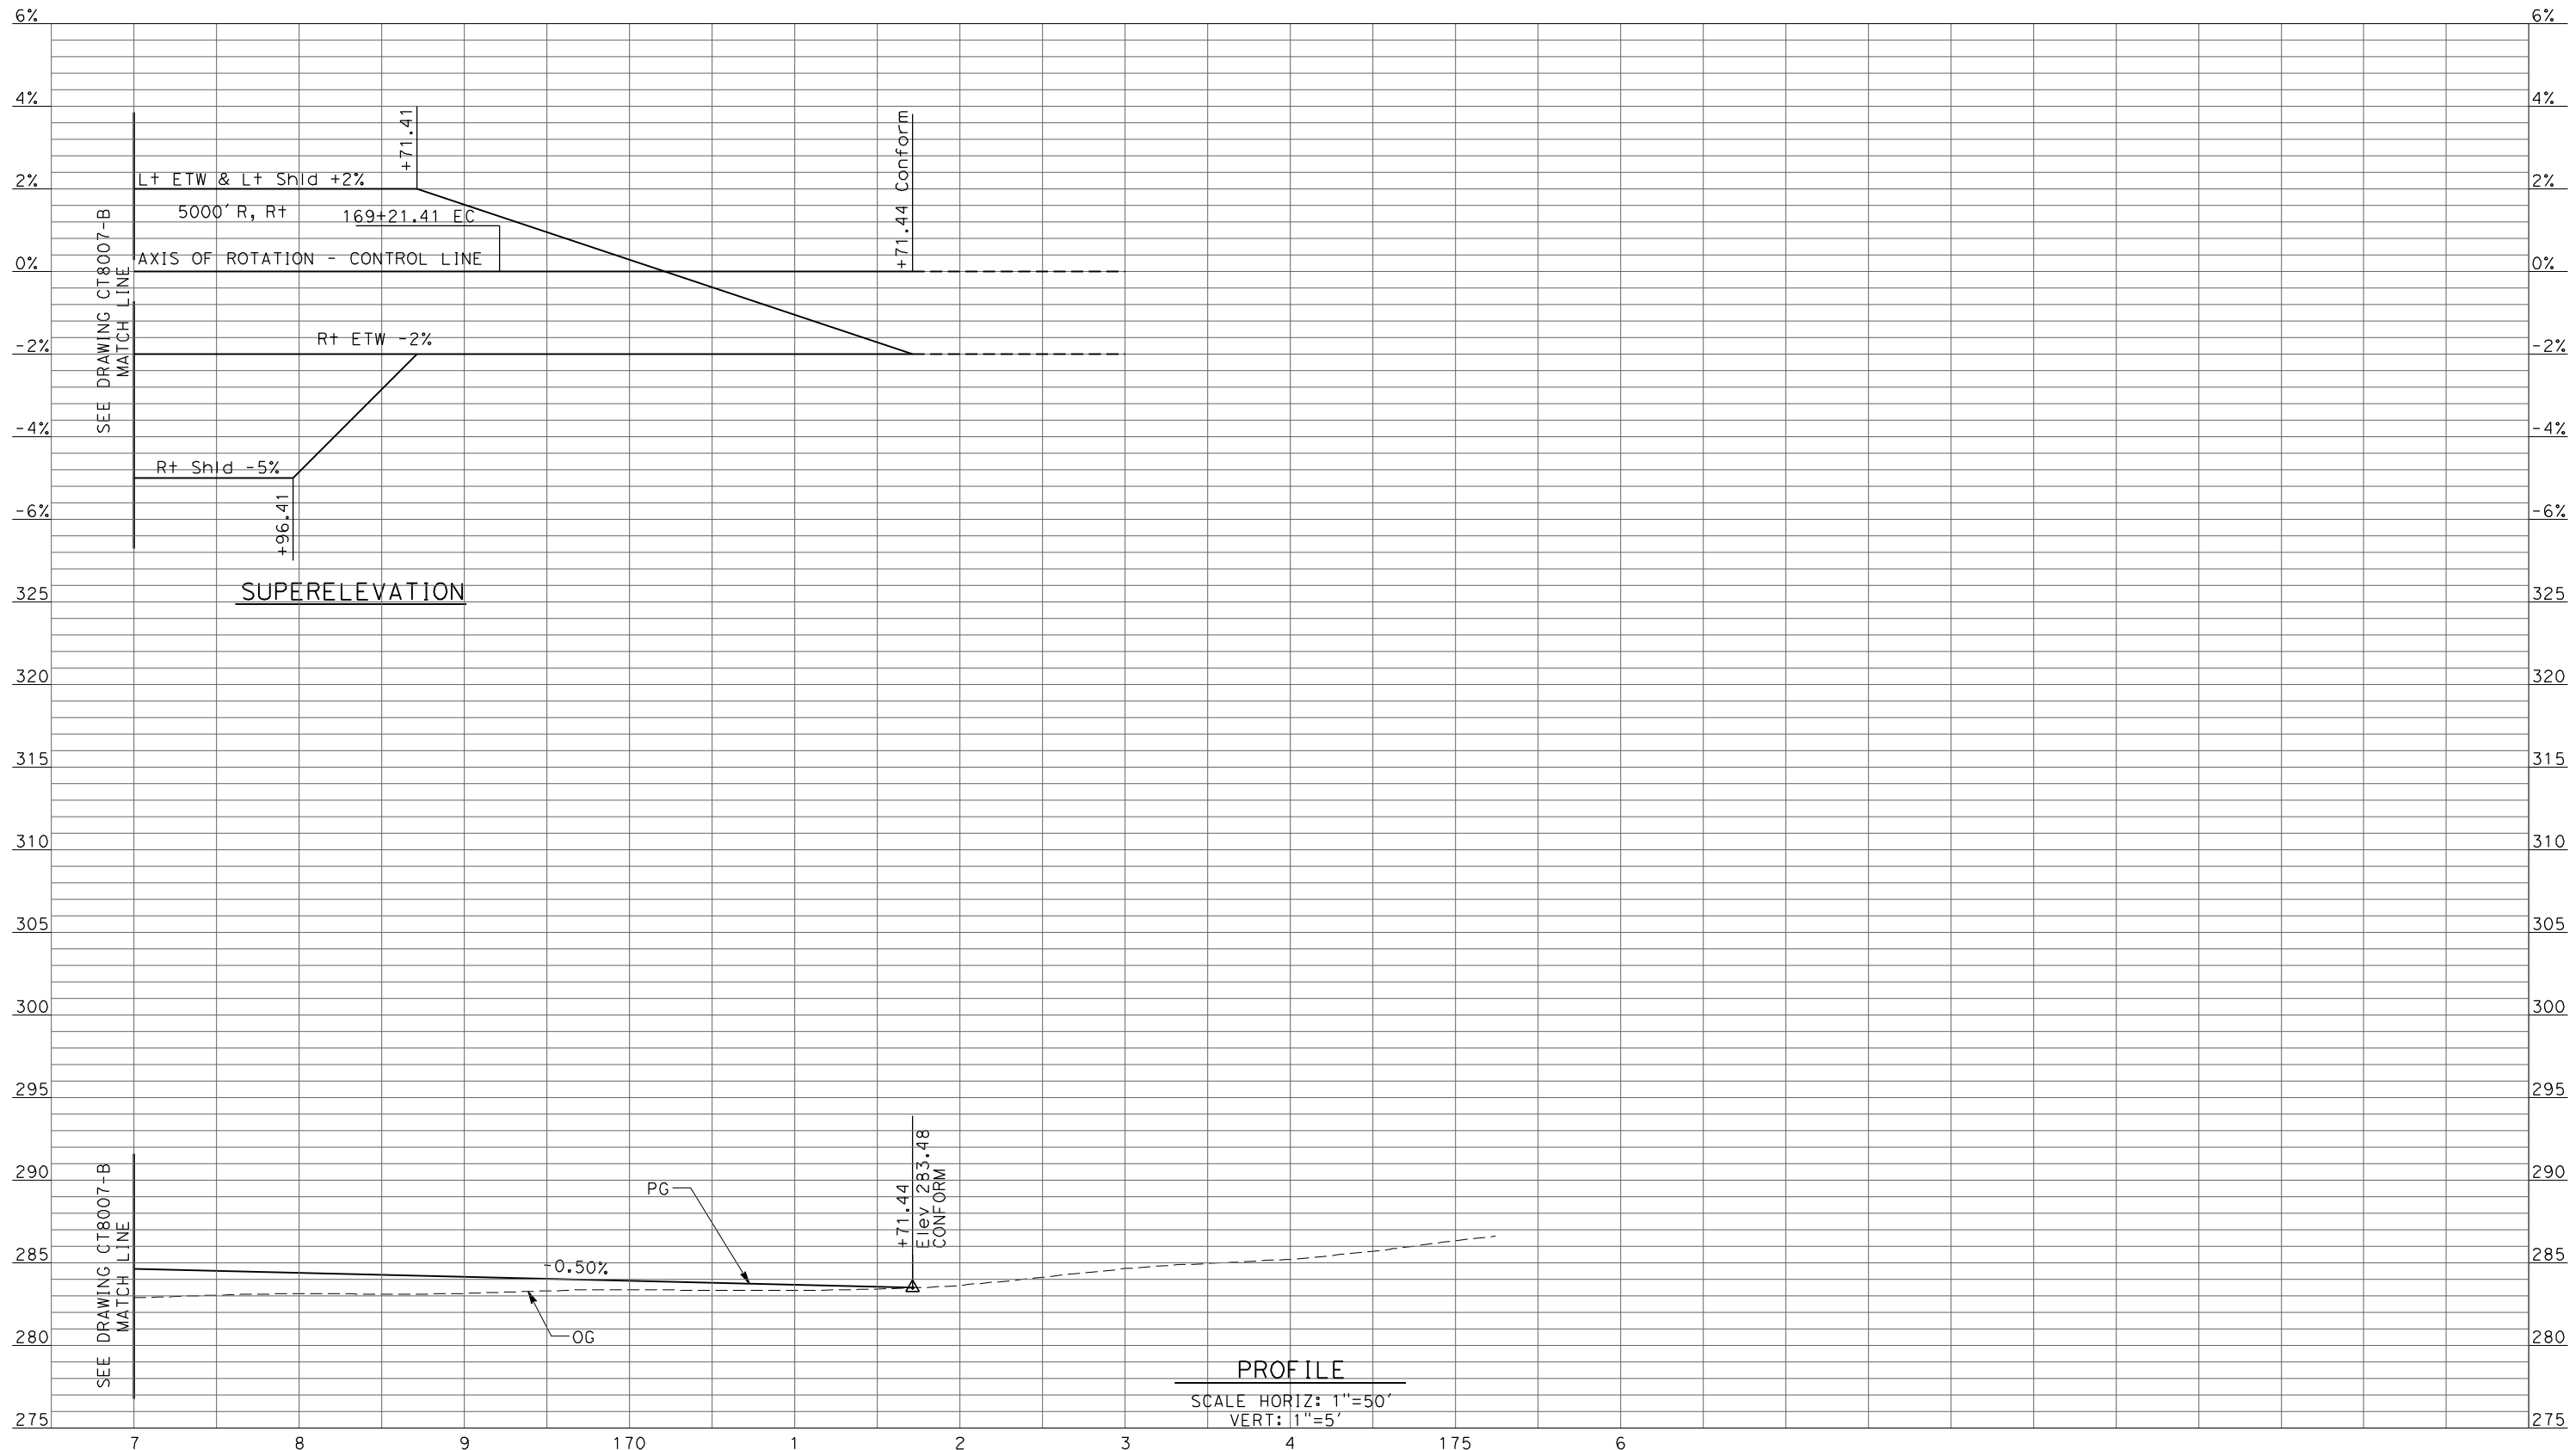 6%
6%
4%
4%
+71.41
+71.44 Conform
2%
Lt ETW & Lt Shld +2%
2%
5000' R, Rt
169+21.41 EC
0%
AXIS OF ROTATION - CONTROL LINE
0%
SEE DRAWING CT8007-B
MATCH LINE
-2%
Rt ETW -2%
-2%
-4%
-4%
Rt Shld -5%
-6%
+96.41
-6%
SUPERELEVATION
325
325
320
320
315
315
310
310
305
305
300
300
295
295
290
290
+71.44
Elev 283.48
CONFORM
PG
SEE DRAWING CT8007-B
MATCH LINE
285
-0.50%
285
280
OG
280
PROFILE
SCALE HORIZ: 1"=50'
VERT: 1"=5'
275
275
7 8 9 170 1 2 3 4 175 6